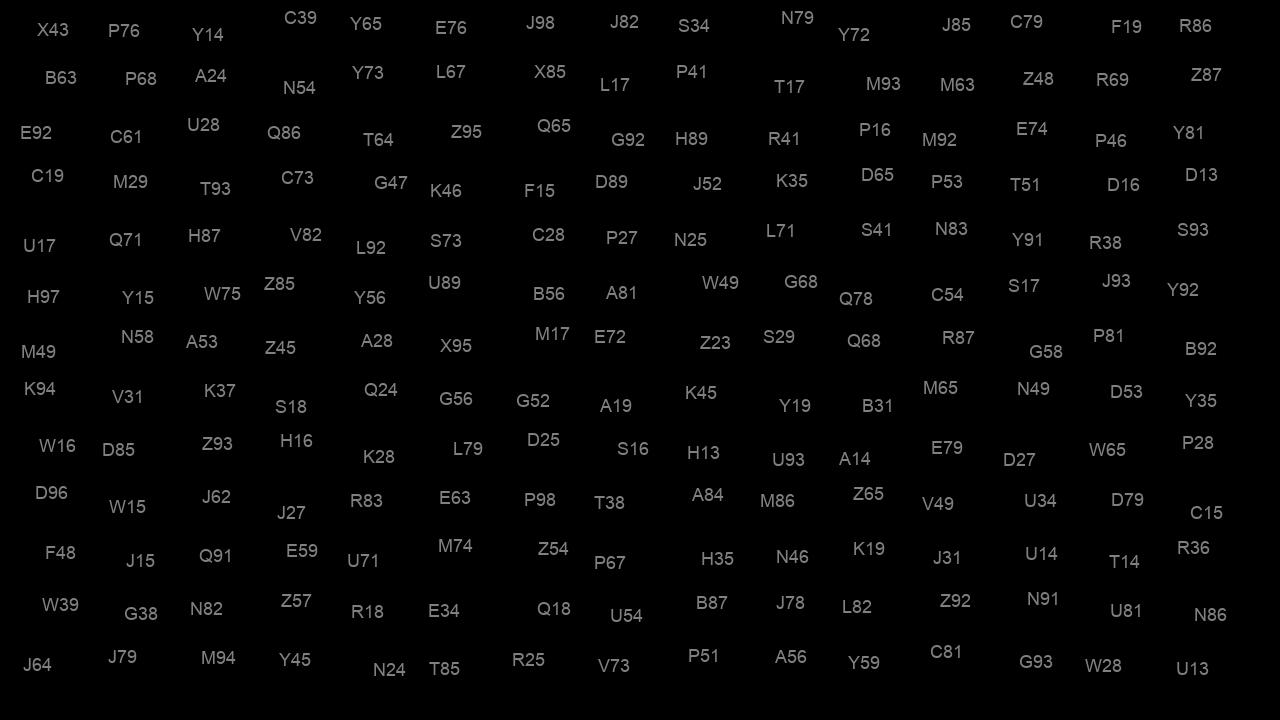 X43 P76 Y14 C39 Y65 E76 J98 J82 S34 N79 Y72 J85 C79 F19 R86
B63 P68 A24 N54 Y73 L67 X85 L17 P41 T17 M93 M63 Z48 R69 Z87
E92 C61 U28 Q86 T64 Z95 Q65 G92 H89 R41 P16 M92 E74 P46 Y81
C19 M29 T93 C73 G47 K46 F15 D89 J52 K35 D65 P53 T51 D16 D13
U17 Q71 H87 V82 L92 S73 C28 P27 N25 L71 S41 N83 Y91 R38 S93
H97 Y15 W75 Z85 Y56 U89 B56 A81 W49 G68 Q78 C54 S17 J93 Y92
M49 N58 A53 Z45 A28 X95 M17 E72 Z23 S29 Q68 R87 G58 P81 B92
K94 V31 K37 S18 Q24 G56 G52 A19 K45 Y19 B31 M65 N49 D53 Y35
W16 D85 Z93 H16 K28 L79 D25 S16 H13 U93 A14 E79 D27 W65 P28
D96 W15 J62 J27 R83 E63 P98 T38 A84 M86 Z65 V49 U34 D79 C15
F48 J15 Q91 E59 U71 M74 Z54 P67 H35 N46 K19 J31 U14 T14 R36
W39 G38 N82 Z57 R18 E34 Q18 U54 B87 J78 L82 Z92 N91 U81 N86
J64 J79 M94 Y45 N24 T85 R25 V73 P51 A56 Y59 C81 G93 W28 U13